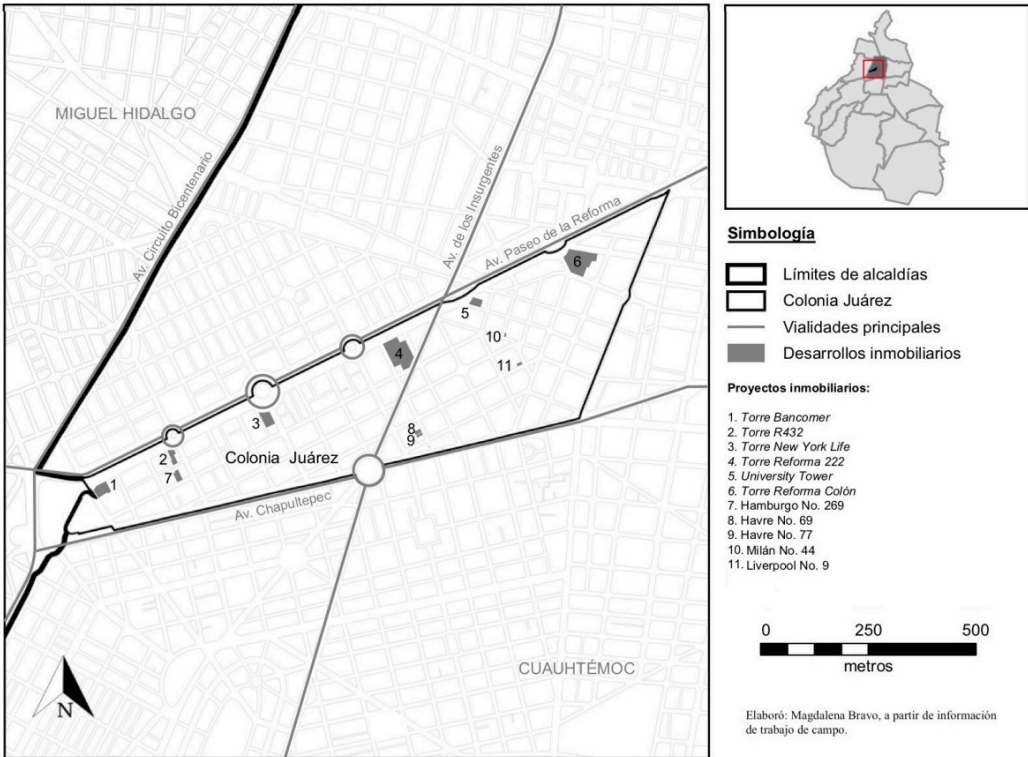 MIGUEL HIDALGO
Av. Circuito Bicentenario
Av. de los Insurgentes
Av. Paseo de la Reforma
6
5
10
4
11
3
8
9
2
Colonia Juárez
7
1
Av. Chapultepec
CUAUHTÉMOC
N
Simbología
Límites de alcaldías
Colonia Juárez
Vialidades principales
Desarrollos inmobiliarios
Proyectos inmobiliarios:
1. Torre Bancomer
2. Torre R432
3. Torre New York Life
4. Torre Reforma 222
5. University Tower
6. Torre Reforma Colón
7. Hamburgo No. 269
8. Havre No. 69
9. Havre No. 77
10. Milán No. 44
11. Liverpool No. 9
0 250 500
metros
Elaboró: Magdalena Bravo, a partir de información
de trabajo de campo.